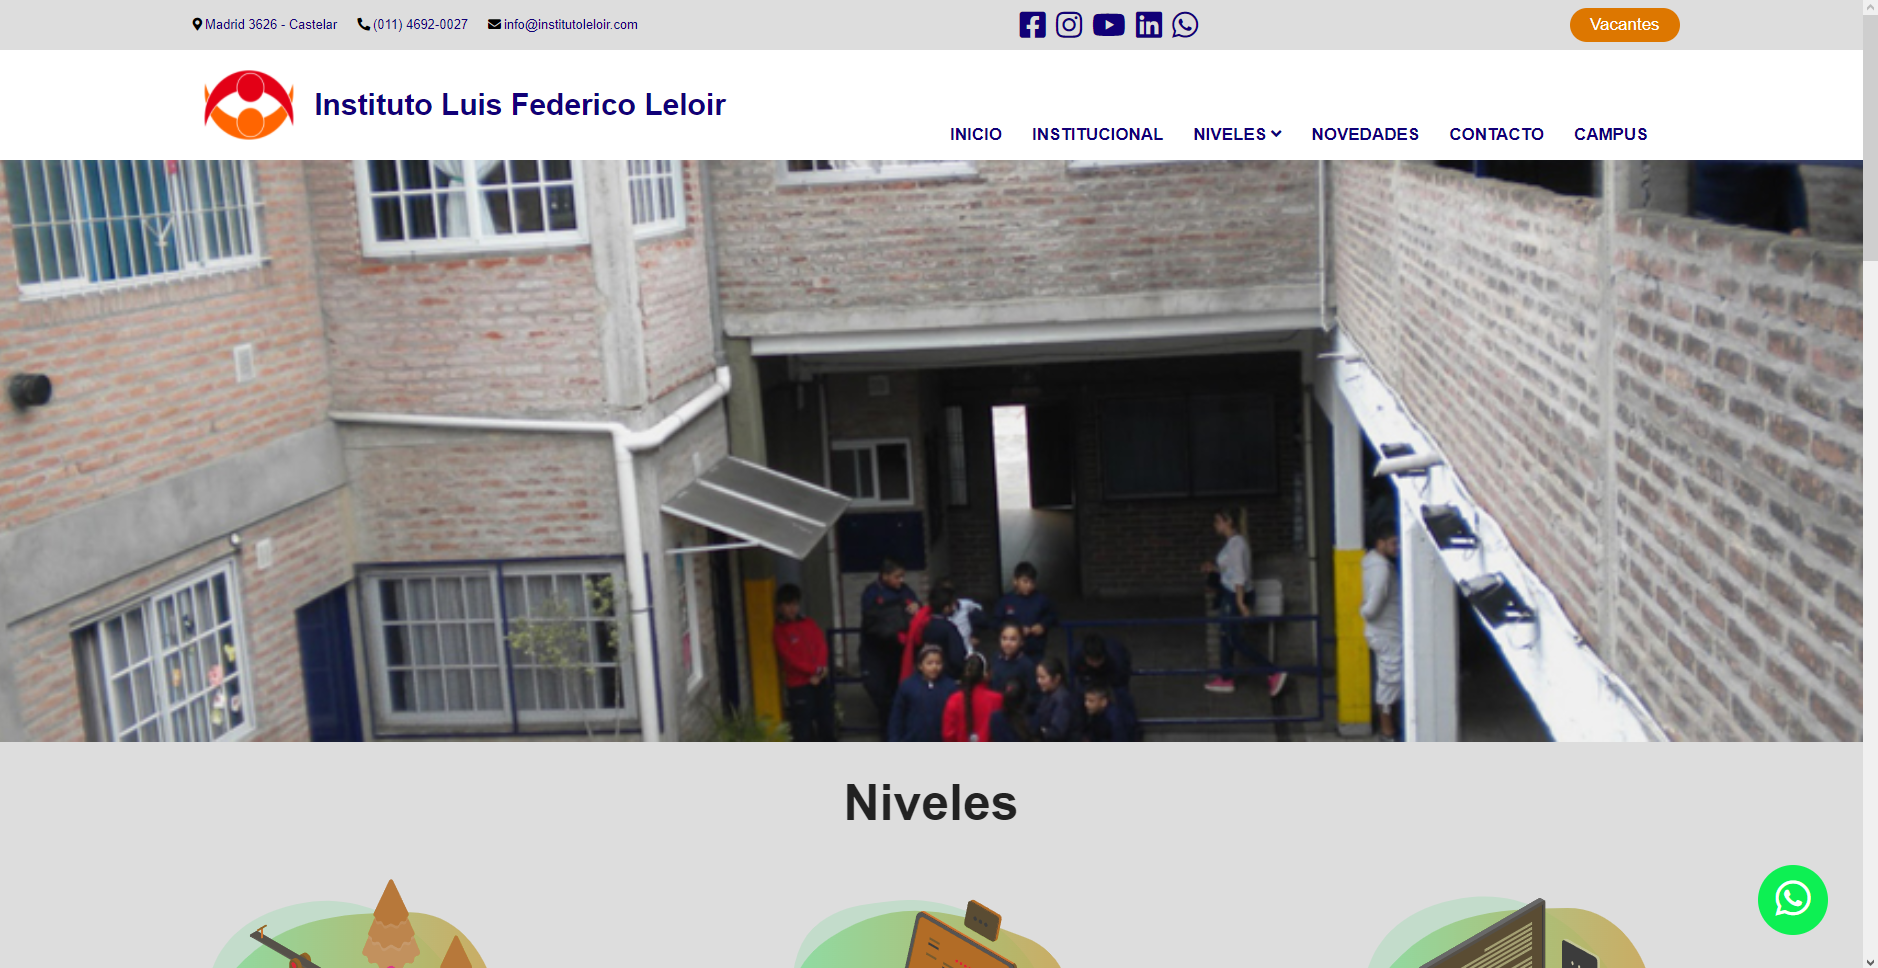 Madrid 3626 - Castelar (011) 4692-0027 info@institutoleloir.com Vacantes
Instituto Luis Federico Leloir
INICIO INSTITUCIONAL NIVELES NOVEDADES CONTACTO CAMPUS
Niveles